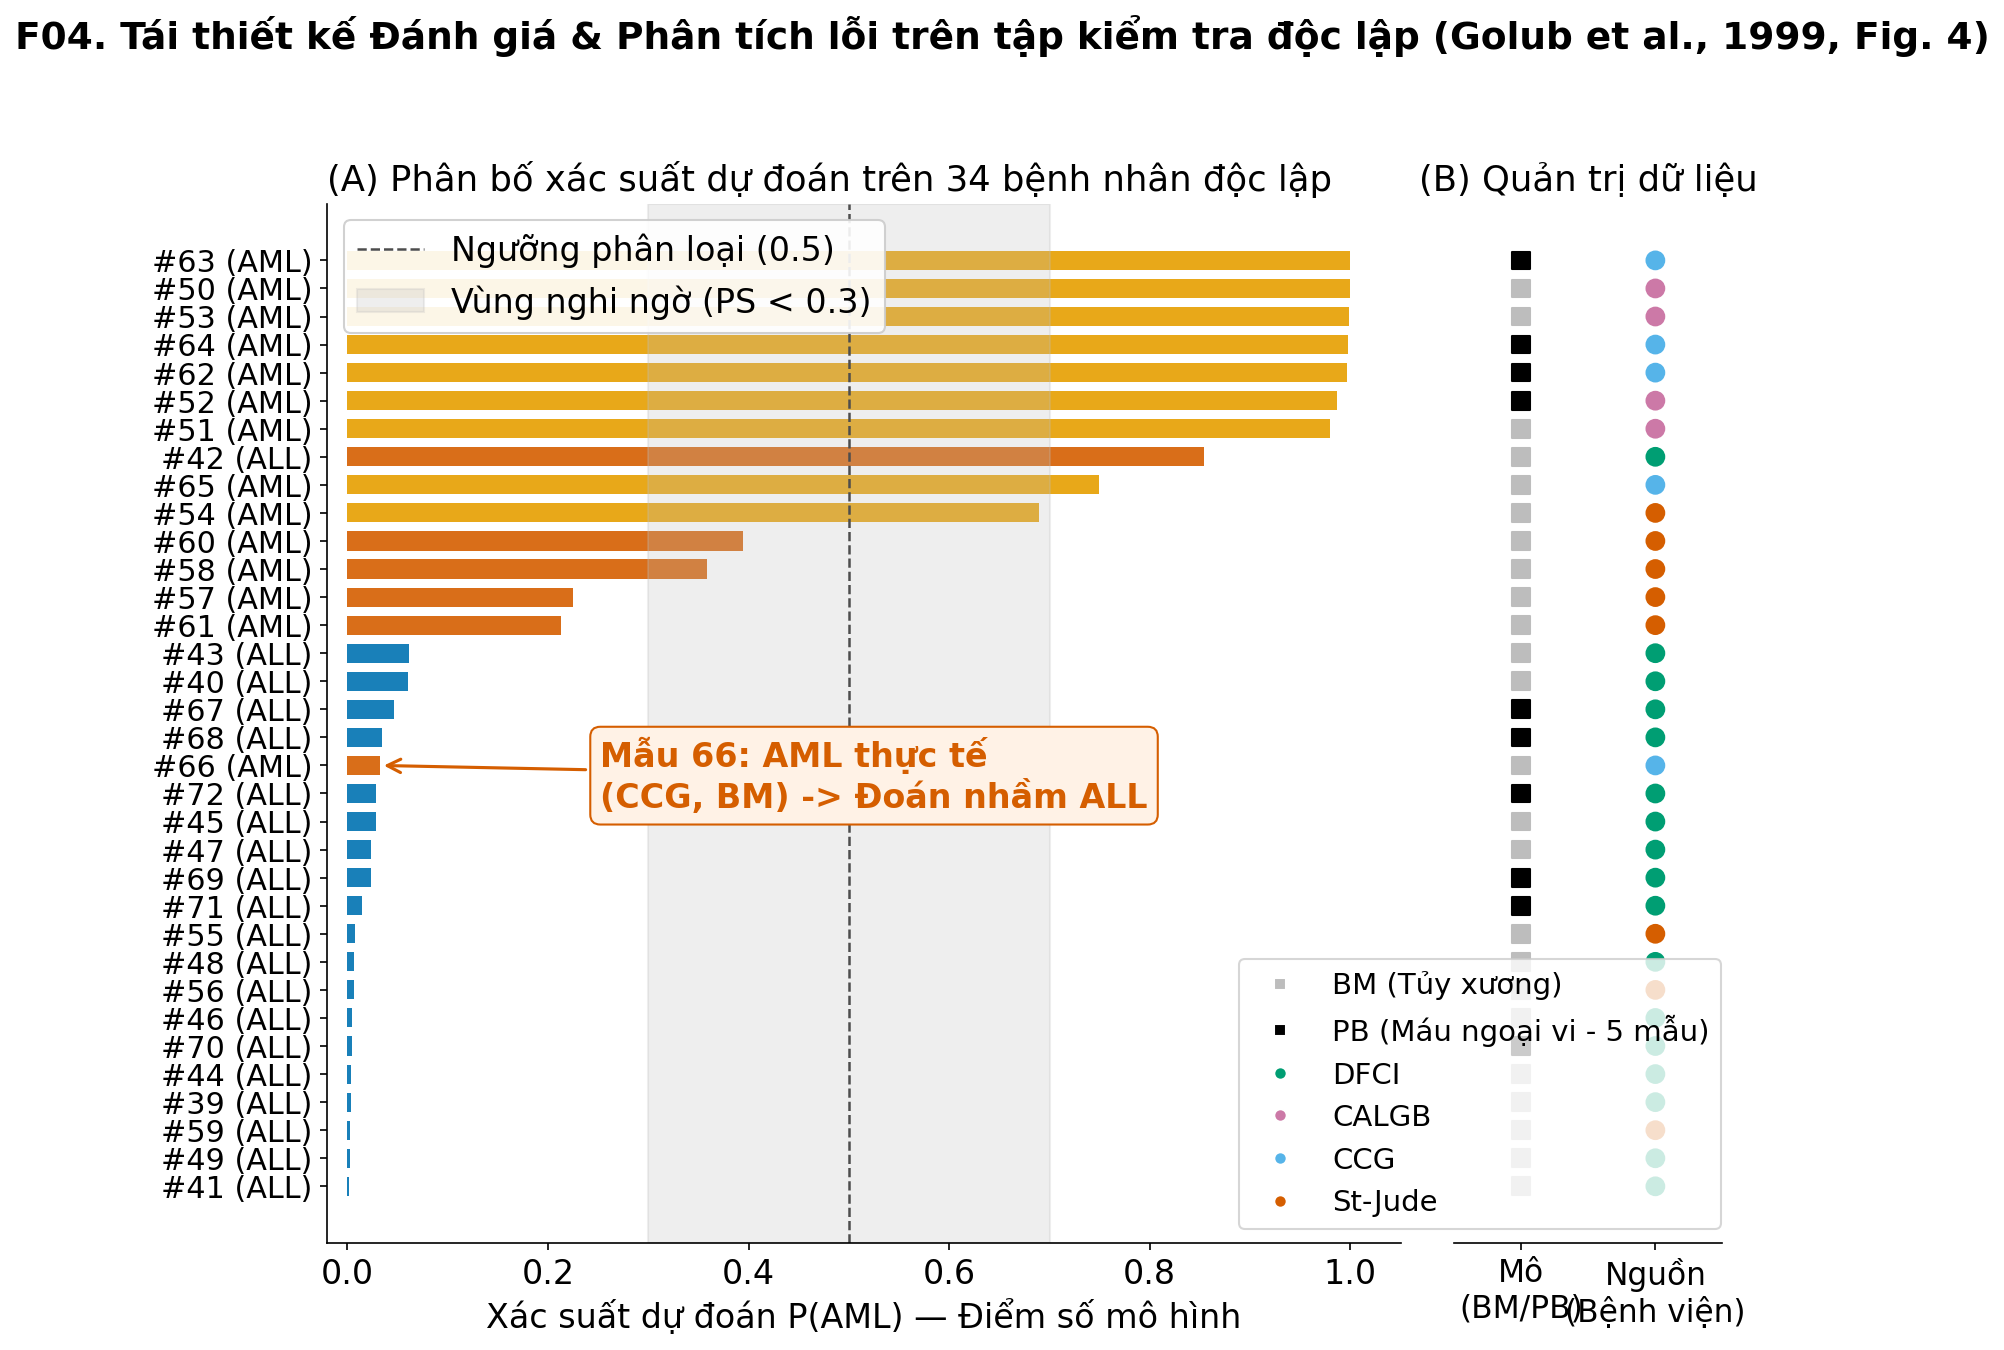 F04. Tái thiết kế Đánh giá & Phân tích lỗi trên tập kiểm tra độc lập (Golub et al., 1999, Fig. 4)
(A) Phân bố xác suất dự đoán trên 34 bệnh nhân độc lập
(B) Quản trị dữ liệu
Ngưỡng phân loại (0.5)
Vùng nghi ngờ (PS < 0.3)
#63 (AML)
#50 (AML)
#53 (AML)
#64 (AML)
#62 (AML)
#52 (AML)
#51 (AML)
#42 (ALL)
#65 (AML)
#54 (AML)
#60 (AML)
#58 (AML)
#57 (AML)
#61 (AML)
#43 (ALL)
#40 (ALL)
#67 (ALL)
#68 (ALL)
#66 (AML)
#72 (ALL)
#45 (ALL)
#47 (ALL)
#69 (ALL)
#71 (ALL)
#55 (ALL)
#48 (ALL)
#56 (ALL)
#46 (ALL)
#70 (ALL)
#44 (ALL)
#39 (ALL)
#59 (ALL)
#49 (ALL)
#41 (ALL)
Mẫu 66: AML thực tế
(CCG, BM) -> Đoán nhầm ALL
BM (Tủy xương)
PB (Máu ngoại vi - 5 mẫu)
DFCI
CALGB
CCG
St-Jude
0.0 0.2 0.4 0.6 0.8 1.0
Xác suất dự đoán P(AML) — Điểm số mô hình
Mô
(BM/PB)
Nguồn
(Bệnh viện)